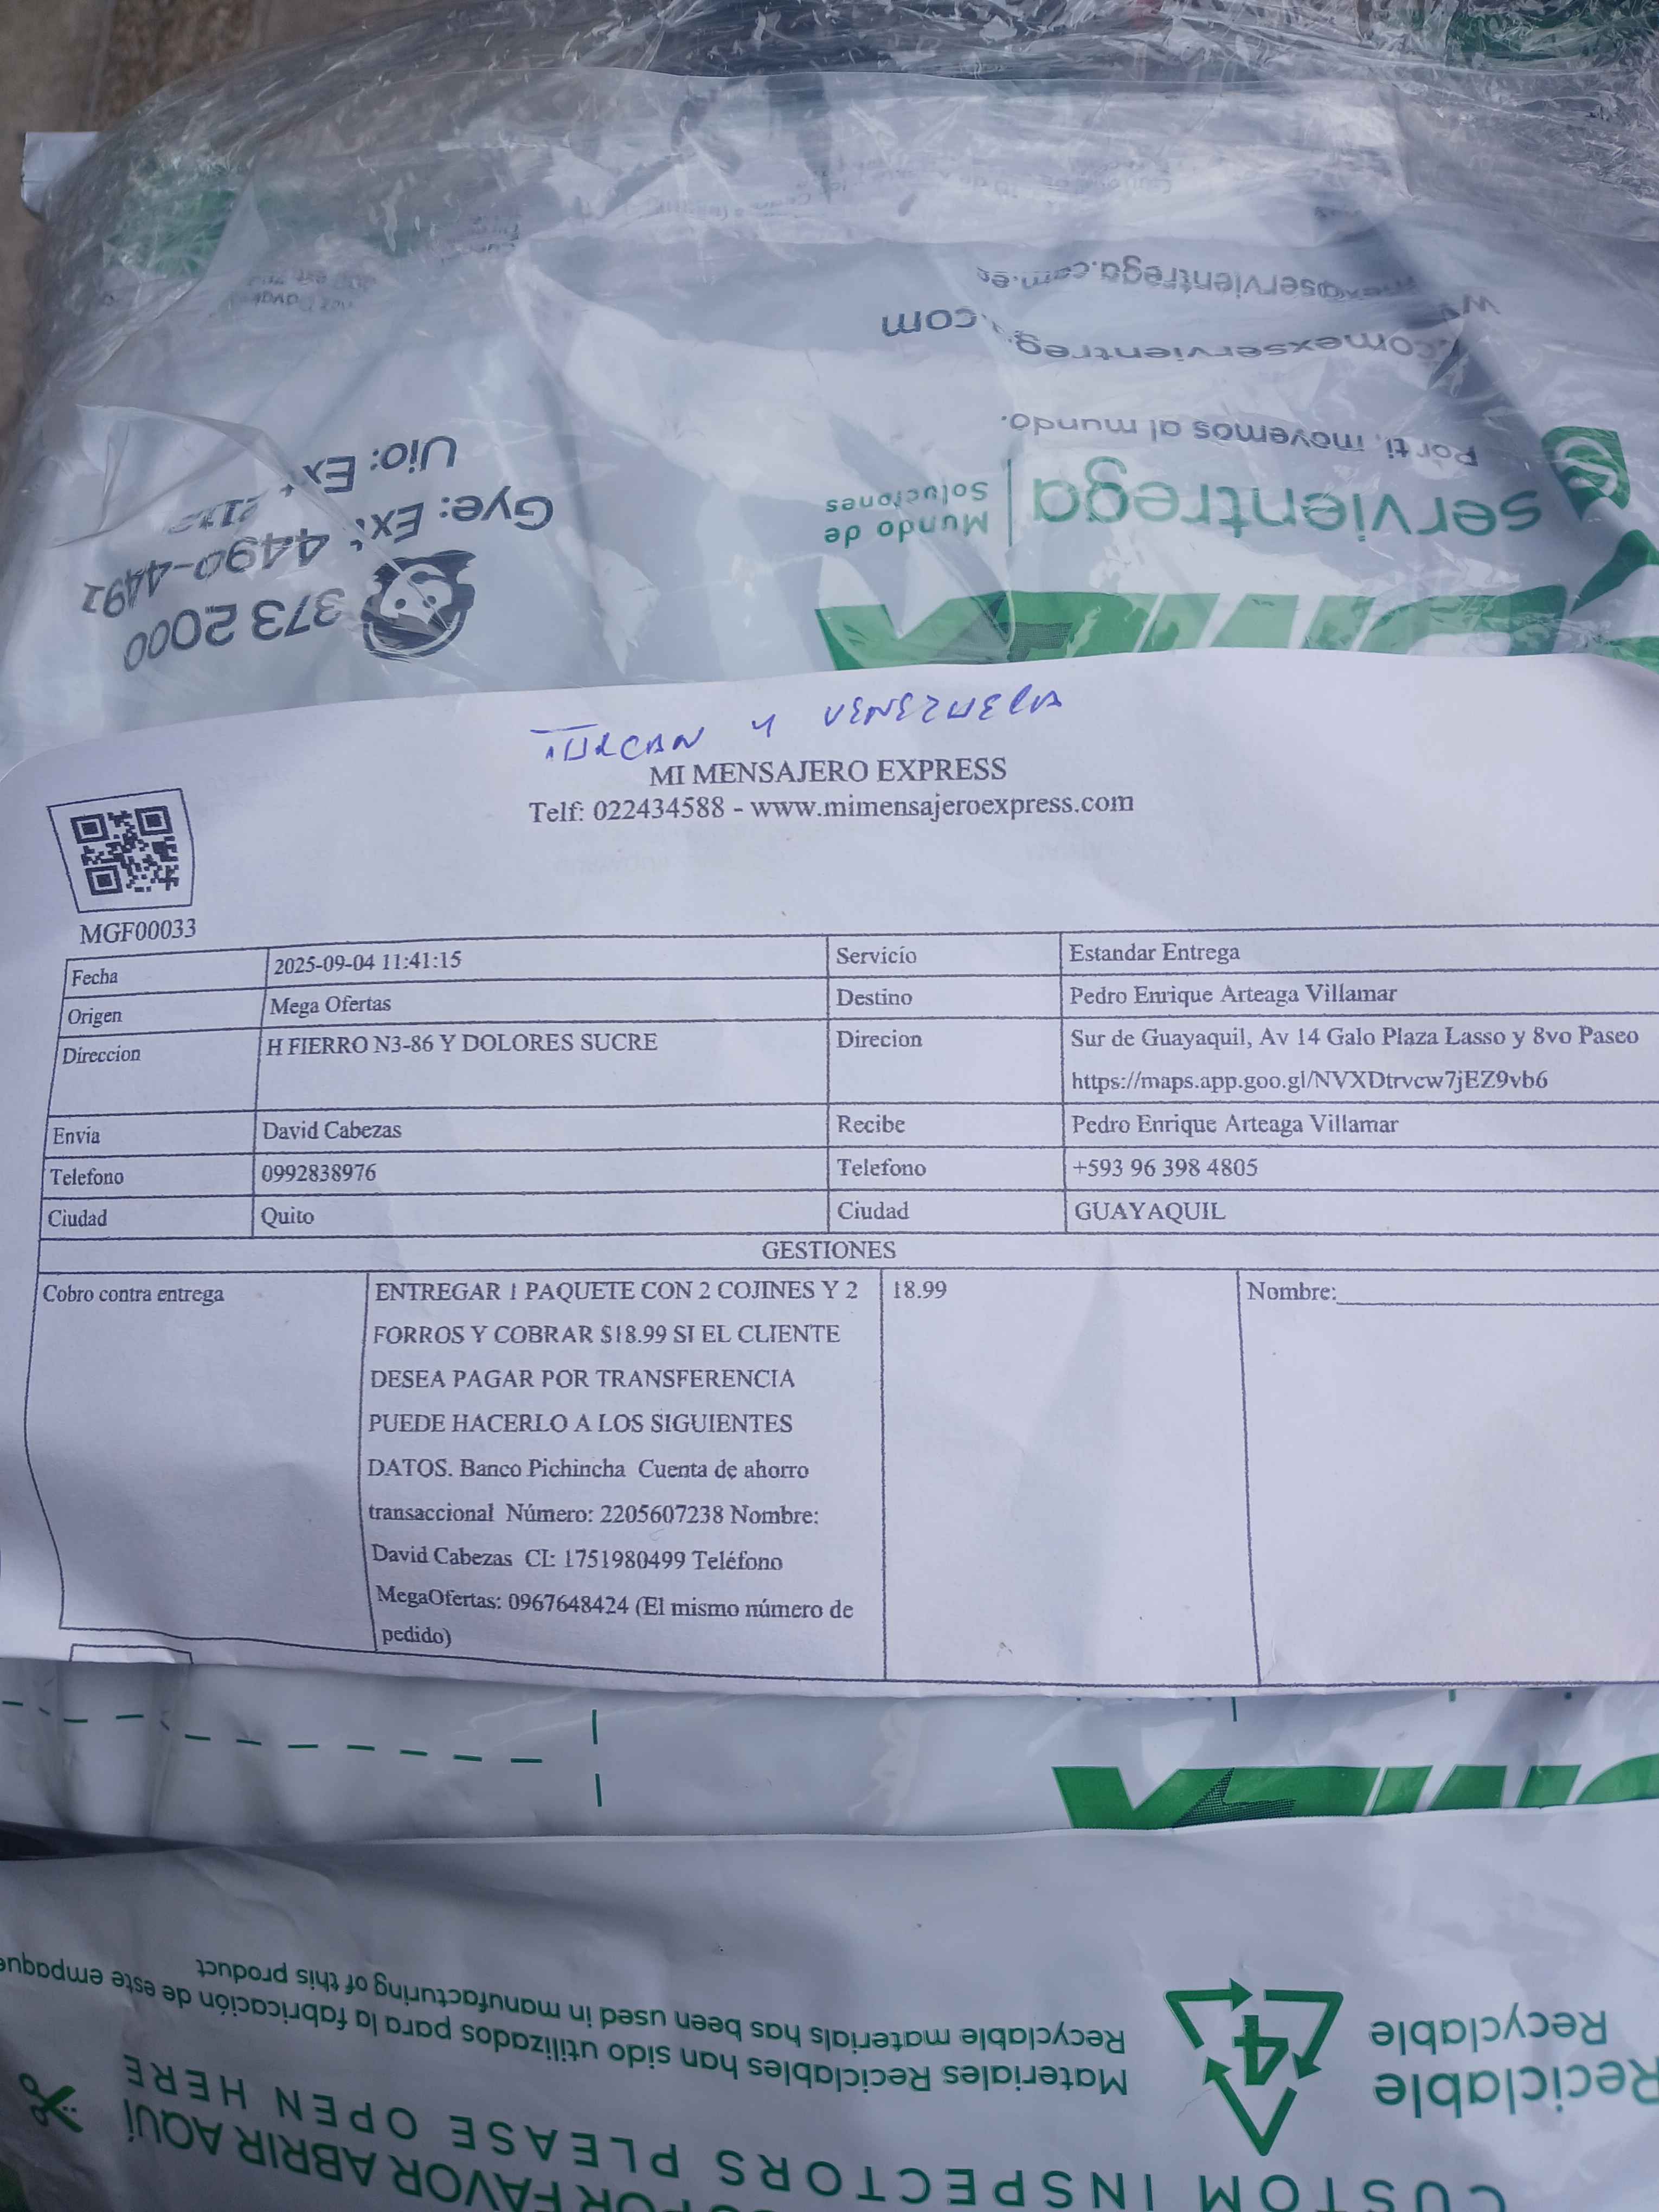 @servientrega.com.ec
.comexservientreg
.com
Por ti, movemos al mundo.
servientrega
Mundo de
Soluciones
Uio: Ex
Gye: Ex: 4490-4491
373 2000
TULCAN Y VENEZUELA
MI MENSAJERO EXPRESS
Telf: 022434588 - www.mimensajeroexpress.com
MGF00033
Fecha 2025-09-04 11:41:15 Servicio Estandar Entrega
Origen Mega Ofertas Destino Pedro Enrique Arteaga Villamar
Direccion H FIERRO N3-86 Y DOLORES SUCRE Direcion Sur de Guayaquil, Av 14 Galo Plaza Lasso y 8vo Paseo
https://maps.app.goo.gl/NVXDtrvcw7jEZ9vb6
Envia David Cabezas Recibe Pedro Enrique Arteaga Villamar
Telefono 0992838976 Telefono +593 96 398 4805
Ciudad Quito Ciudad GUAYAQUIL
GESTIONES
Cobro contra entrega ENTREGAR 1 PAQUETE CON 2 COJINES Y 2 18.99 Nombre:
FORROS Y COBRAR $18.99 SI EL CLIENTE
DESEA PAGAR POR TRANSFERENCIA
PUEDE HACERLO A LOS SIGUIENTES
DATOS. Banco Pichincha Cuenta de ahorro
transaccional Número: 2205607238 Nombre:
David Cabezas CI: 1751980499 Teléfono
MegaOfertas: 0967648424 (El mismo número de
pedido)
Reciclable
Recyclable
4
Materiales Reciclables han sido utilizados para la fabricación de este empaque
Recyclable materials has been used in manufacturing of this product
POR FAVOR ABRIR AQUÍ
CUSTOM INSPECTORS PLEASE OPEN HERE